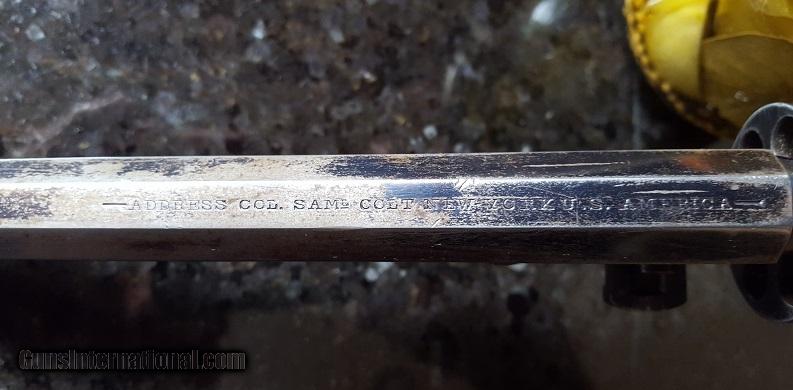 —ADDRESS COL. SAML COLT NEW-YORK U.S. AMERICA—
GunsInternational.com